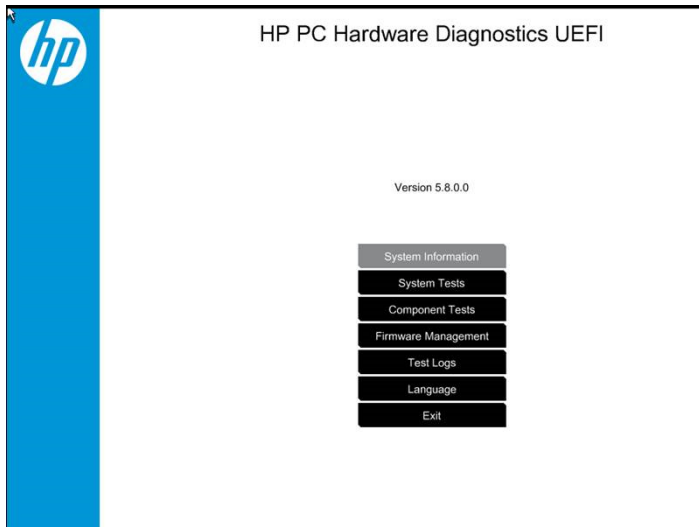 hp
HP PC Hardware Diagnostics UEFI
Version 5.8.0.0
System Information
System Tests
Component Tests
Firmware Management
Test Logs
Language
Exit